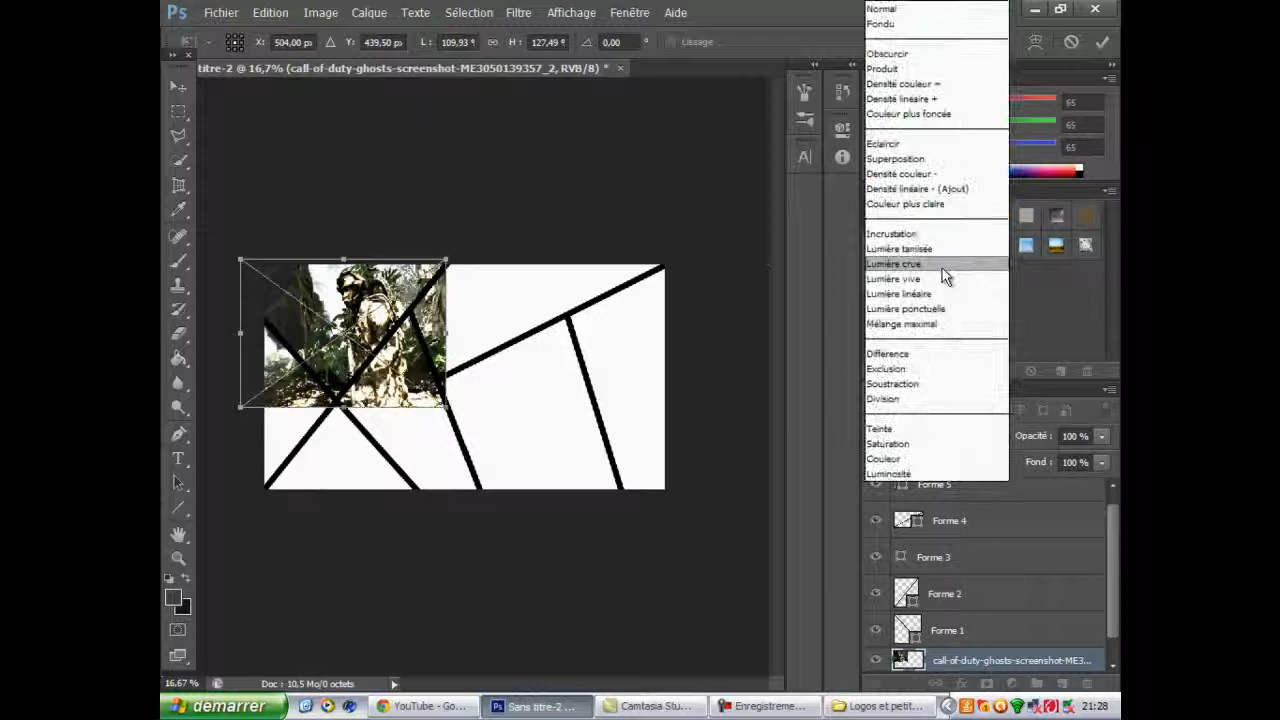 Ps Fichier Edition Image Calque Texte Sélection Filtre Affichage Fenêtre Aide
X: 504,00 px Y: 439,50 px L: 109,93 % H: 127,49 % 0,00 ° Lissage
titre-2 @ 16,7% (call-of-duty-ghosts-screenshot-ME3050139357_2, RVB/8) *
Normal
Fondu
Obscurcir
Produit
Densité couleur +
Densité linéaire +
Couleur plus foncée
Eclaircir
Superposition
Densité couleur -
Densité linéaire - (Ajout)
Couleur plus claire
Incrustation
Lumière tamisée
Lumière crue
Lumière vive
Lumière linéaire
Lumière ponctuelle
Mélange maximal
Différence
Exclusion
Soustraction
Division
Teinte
Saturation
Couleur
Luminosité
65
65
65
Opacité : 100 %
Fond : 100 %
Forme 5
Forme 4
Forme 3
Forme 2
Forme 1
call-of-duty-ghosts-screenshot-ME3...
16,67 % Doc : 10,5 Mo/0 octets
démarrer YouTube - Go... Sans titre-2 ... Camtasia Stu... Enregistreme... Logos et petit... 21:28